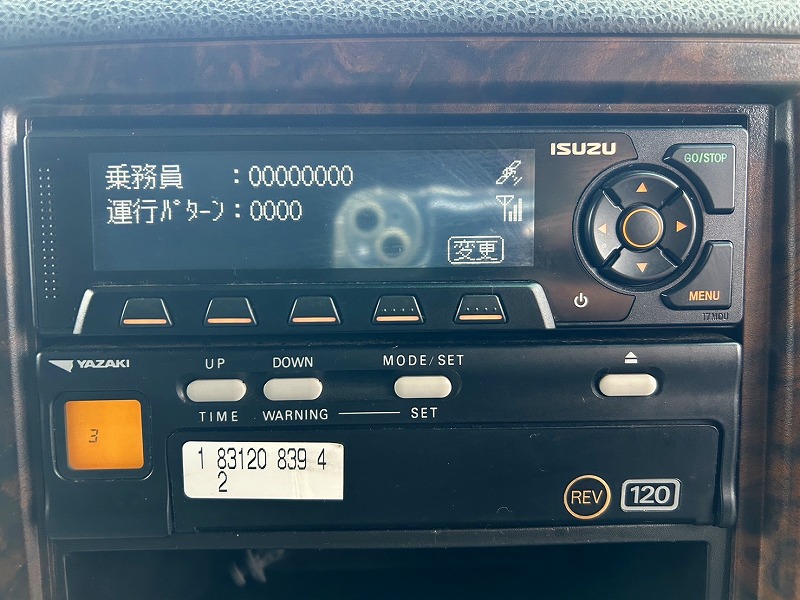 ISUZU
GO/STOP
乗務員 :00000000
運行ﾊﾟﾀｰﾝ:0000
変更
MENU
17MDU
YAZAKI
UP DOWN MODE/SET
TIME WARNING SET
3
1 83120 839 4
2
REV 120